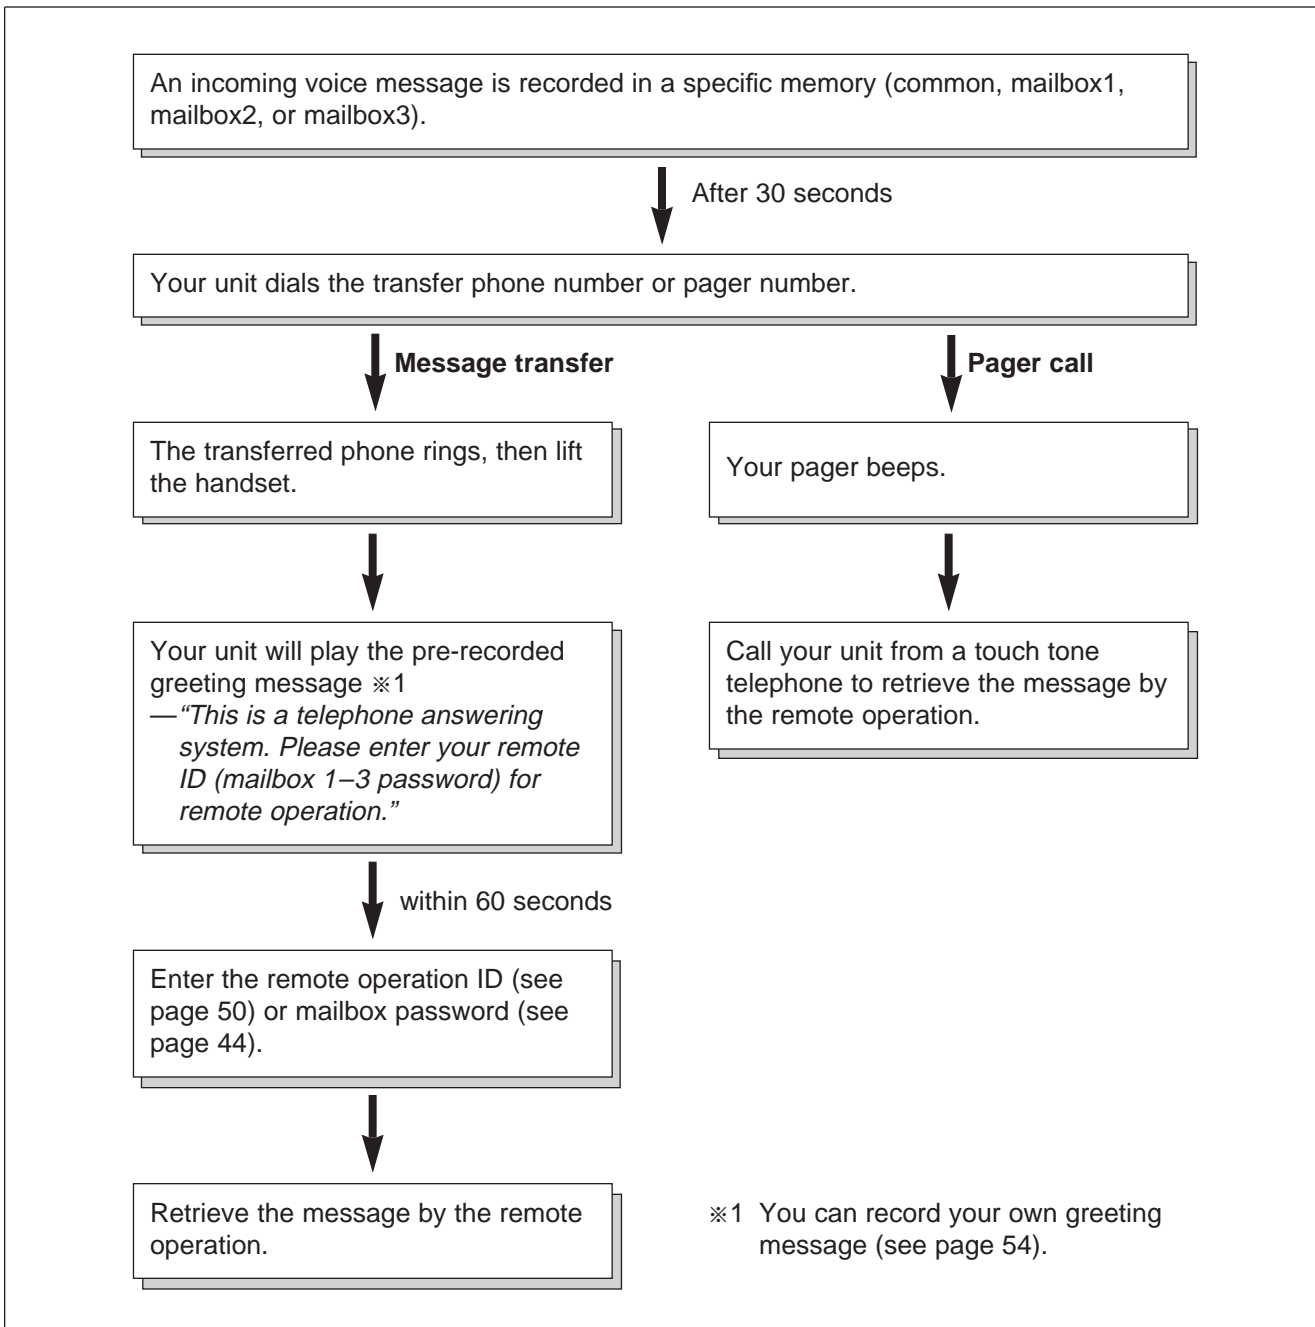 An incoming voice message is recorded in a specific memory (common, mailbox1,
mailbox2, or mailbox3).
After 30 seconds
Your unit dials the transfer phone number or pager number.
Message transfer
Pager call
The transferred phone rings, then lift
the handset.
Your pager beeps.
Your unit will play the pre-recorded
greeting message ※1
—“This is a telephone answering
system. Please enter your remote
ID (mailbox 1–3 password) for
remote operation.”
Call your unit from a touch tone
telephone to retrieve the message by
the remote operation.
within 60 seconds
Enter the remote operation ID (see
page 50) or mailbox password (see
page 44).
Retrieve the message by the remote
operation.
※1 You can record your own greeting
message (see page 54).